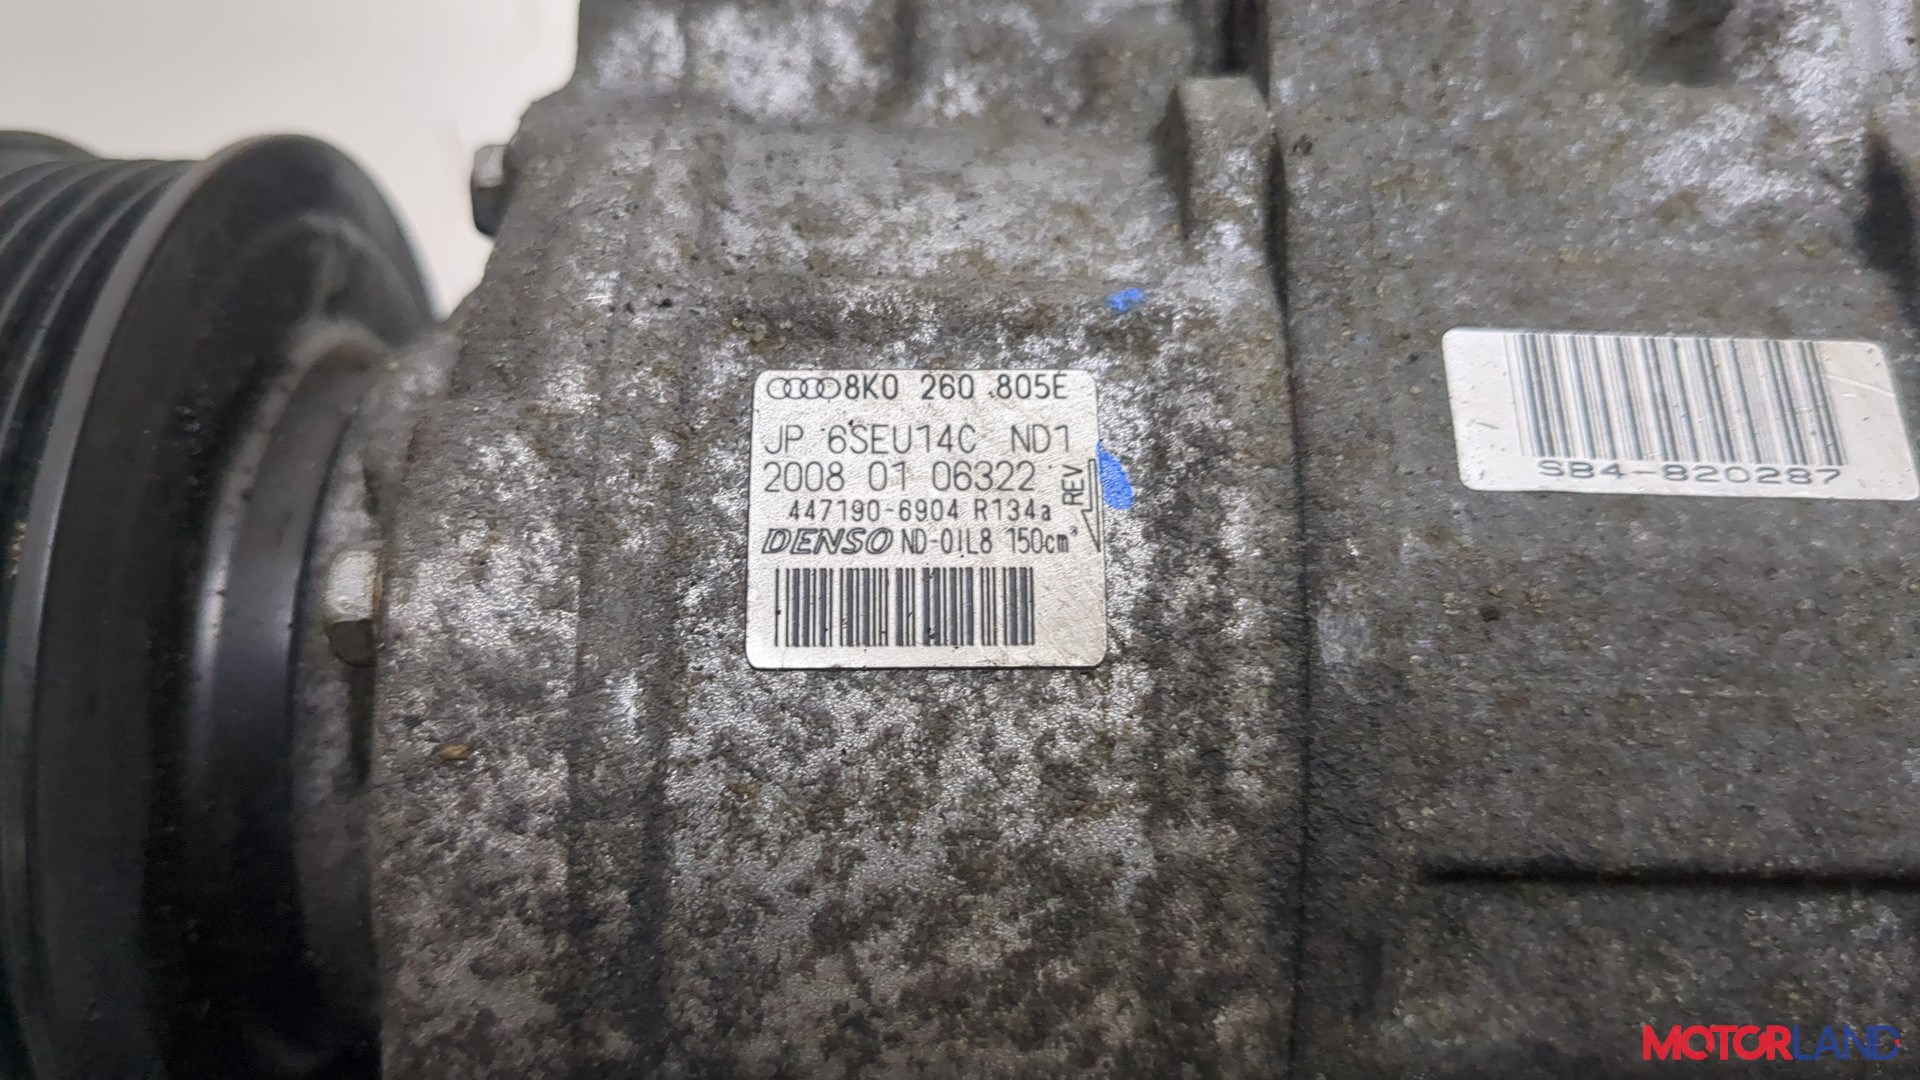 8K0 260 805E
JP 6SEU14C ND1
2008 01 06322
REV
447190-6904 R134a
DENSO ND-OIL8 150cm³
SB4-820287
MOTORLAND